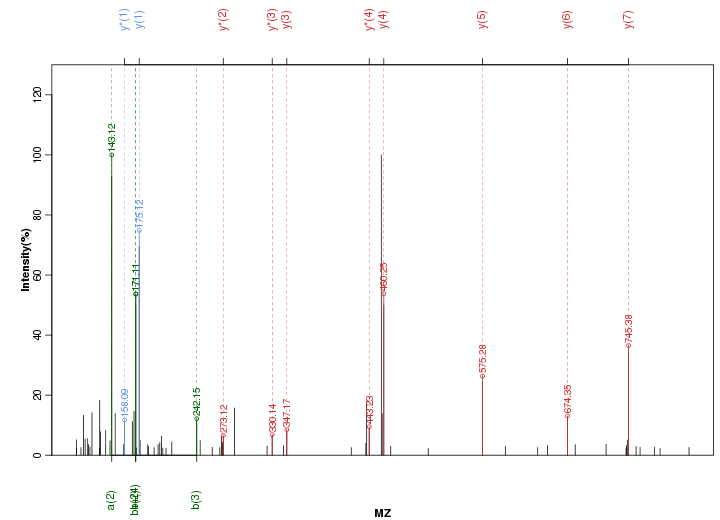 y*(1)
y(1)
y*(2)
y*(3)
y(3)
y*(4)
y(4)
y(5)
y(6)
y(7)
143.12
158.09
171.11
175.12
242.15
273.12
330.14
347.17
443.23
460.25
575.28
674.35
745.38
Intensity(%)
0
20
40
60
80
100
120
a(2)
b(3)
MZ